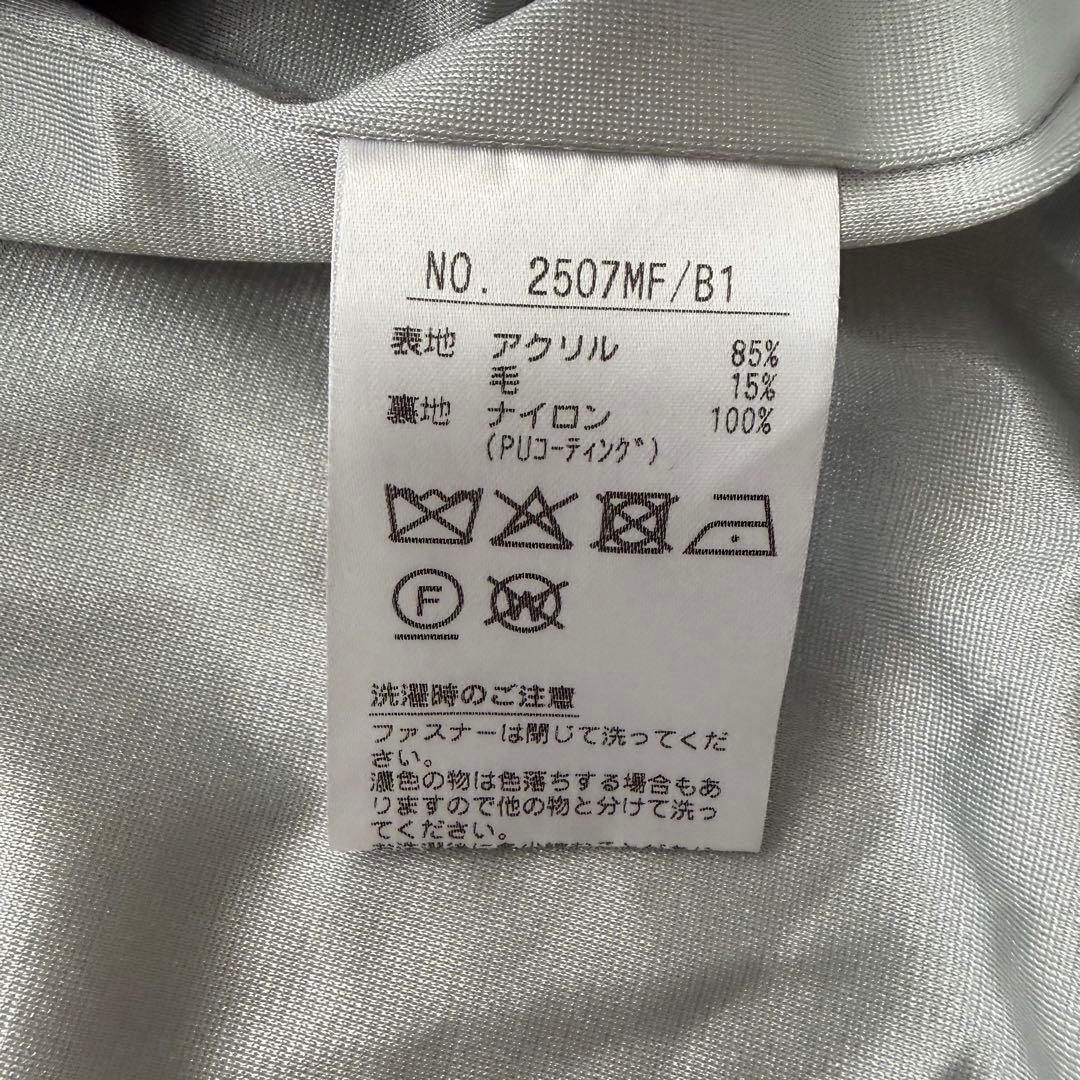 NO. 2507MF/B1
表地 アクリル 85%
毛 15%
裏地 ナイロン 100%
(PUコーティング)
F
W
洗濯時のご注意
ファスナーは閉じて洗ってくだ
さい。
濃色の物は色落ちする場合もあ
りますので他の物と分けて洗っ
てください。